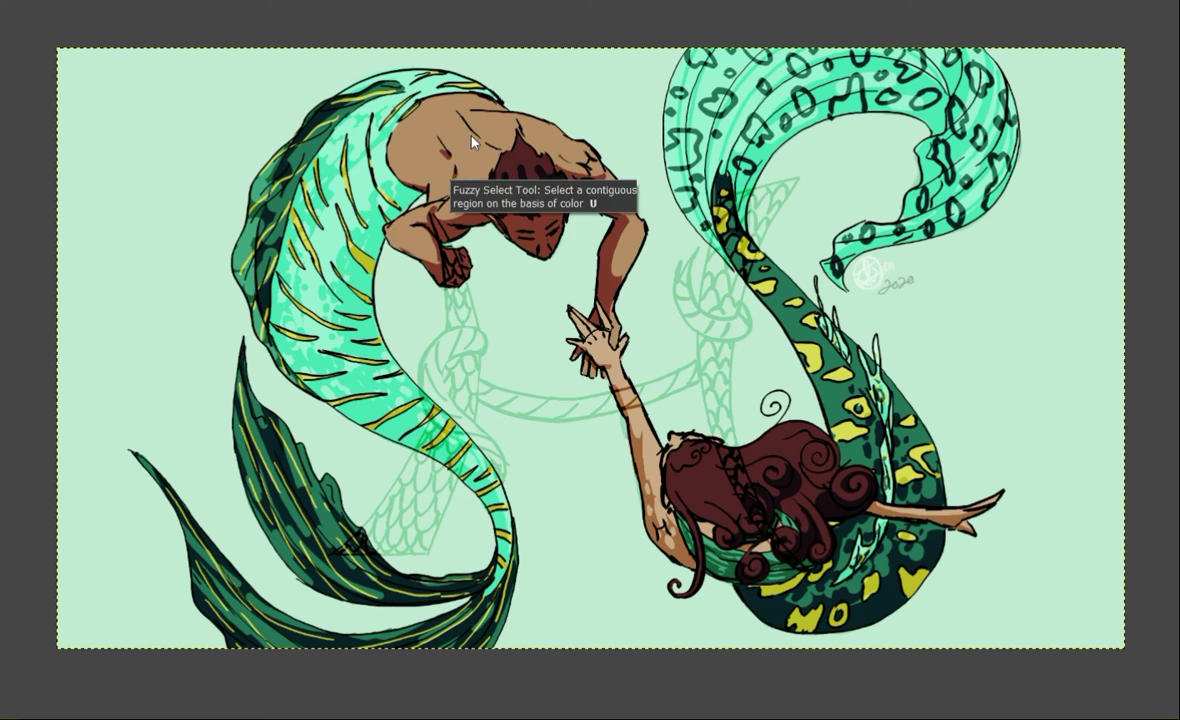 Fuzzy Select Tool: Select a contiguous
region on the basis of color U
2020